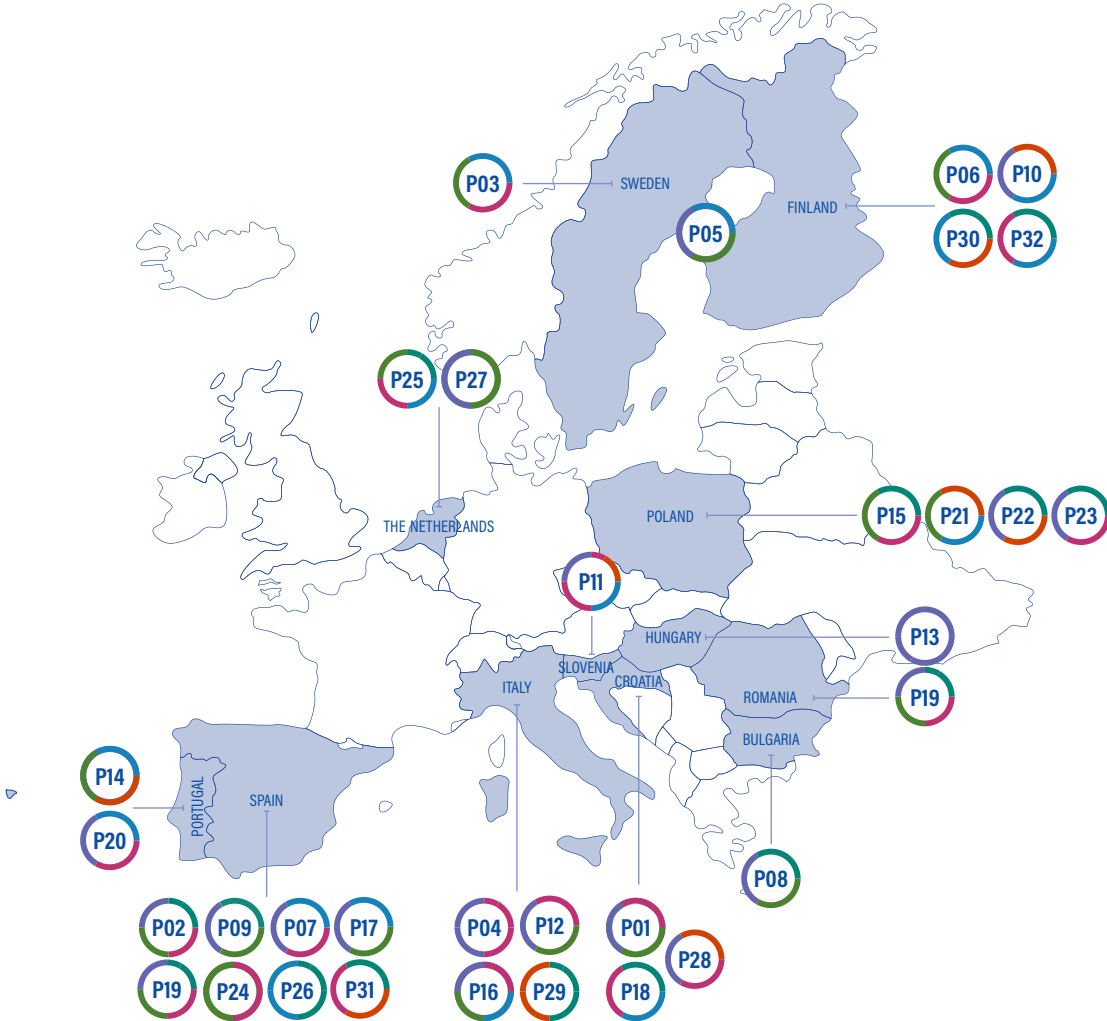 P03
SWEDEN
P06
P10
FINLAND
P05
P30
P32
P25
P27
THE NETHERLANDS
POLAND
P15
P21
P22
P23
P11
HUNGARY
P13
SLOVENIA
CROATIA
ITALY
ROMANIA
P19
BULGARIA
P14
PORTUGAL
SPAIN
P20
P08
P02
P09
P07
P17
P04
P12
P01
P28
P19
P24
P26
P31
P16
P29
P18